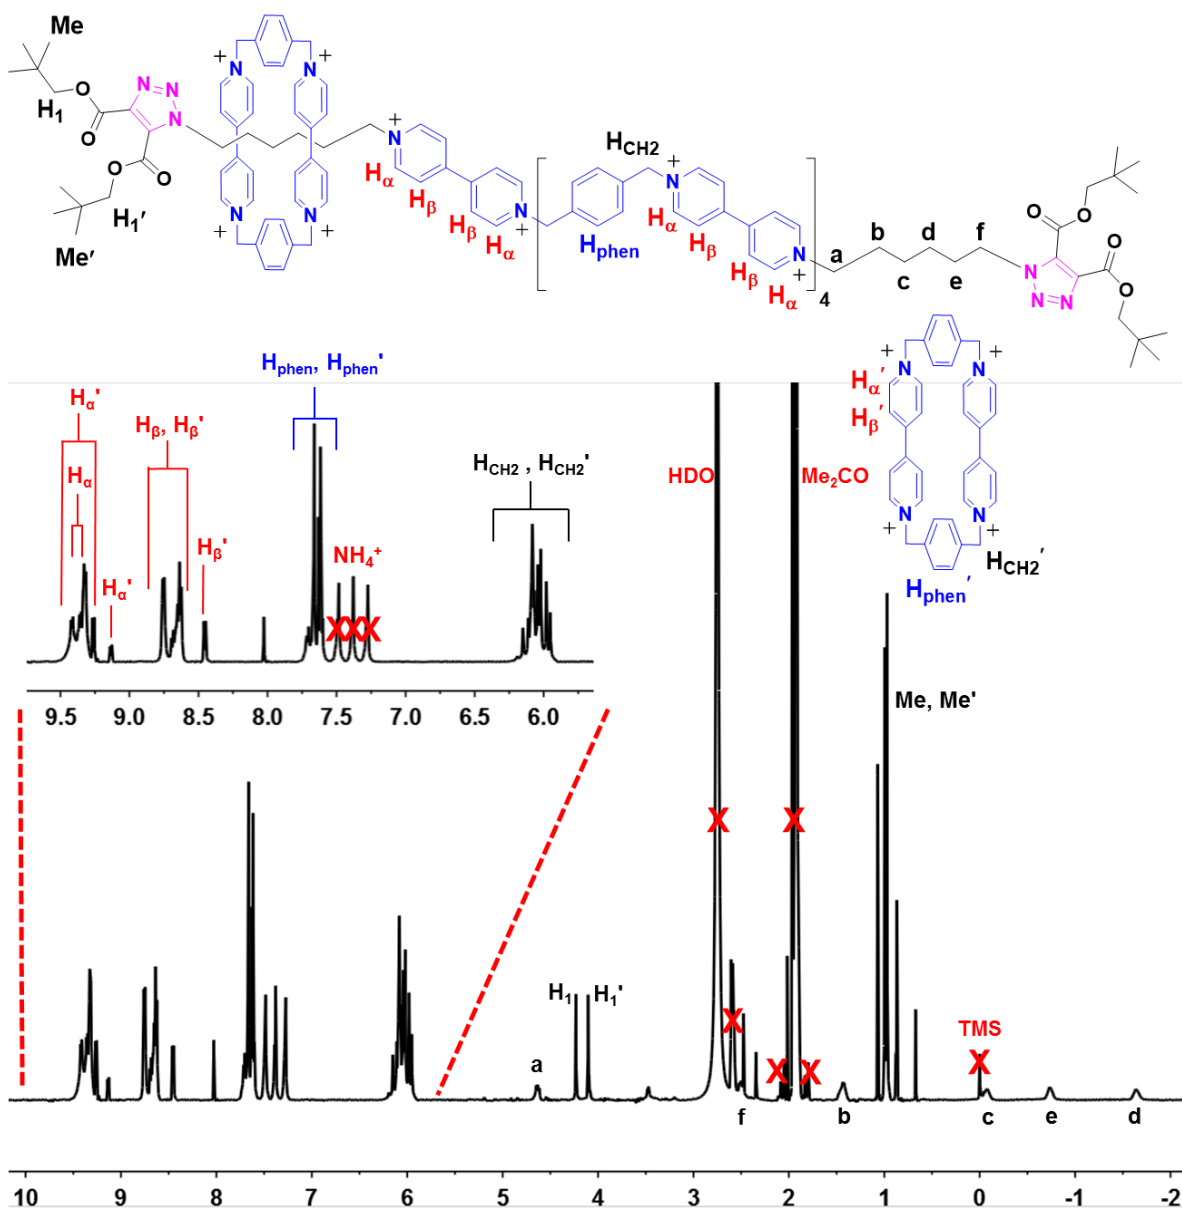 Me
H1
H1′
Me′
O
O
O
O
N=N
N
+ +
N N
N N
+ +
+
N
Hα
Hβ
Hβ
Hα
N
+
HCH2
+
N
Hphen
Hα
Hβ
Hβ
Hα
N
+
4
a
b
c
d
e
f
N
N=N
O
O
O
O
+ +
N N
Hα′
Hβ′
N N
+ +
HCH2′
Hphen′
Hphen, Hphen'
Hα'
Hα
Hα'
Hβ, Hβ'
Hβ'
NH4+
X X X
HCH2 , HCH2'
HDO
Me2CO
9.5 9.0 8.5 8.0 7.5 7.0 6.5 6.0
Me, Me'
X X
H1
H1'
a
X
X X
TMS
X
f
b
c
e
d
10 9 8 7 6 5 4 3 2 1 0 -1 -2